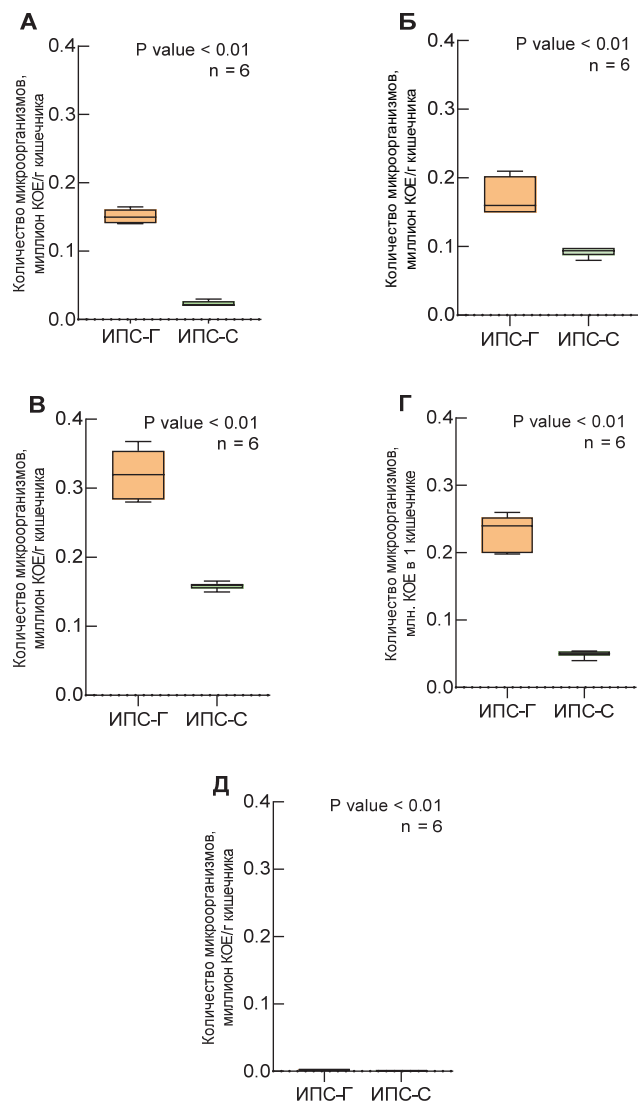 А
P value < 0.01
n = 6
Количество микроорганизмов,
миллион КОЕ/г кишечника
0.4
0.3
0.2
0.1
0.0
ИПС-Г ИПС-С
Б
P value < 0.01
n = 6
Количество микроорганизмов,
миллион КОЕ/г кишечника
0.4
0.3
0.2
0.1
0.0
ИПС-Г ИПС-С
В
P value < 0.01
n = 6
Количество микроорганизмов,
миллион КОЕ/г кишечника
0.4
0.3
0.2
0.1
0.0
ИПС-Г ИПС-С
Г
P value < 0.01
n = 6
Количество микроорганизмов,
млн. КОЕ в 1 кишечнике
0.4
0.3
0.2
0.1
0.0
ИПС-Г ИПС-С
Д
P value < 0.01
n = 6
Количество микроорганизмов,
миллион КОЕ/г кишечника
0.4
0.3
0.2
0.1
0.0
ИПС-Г ИПС-С